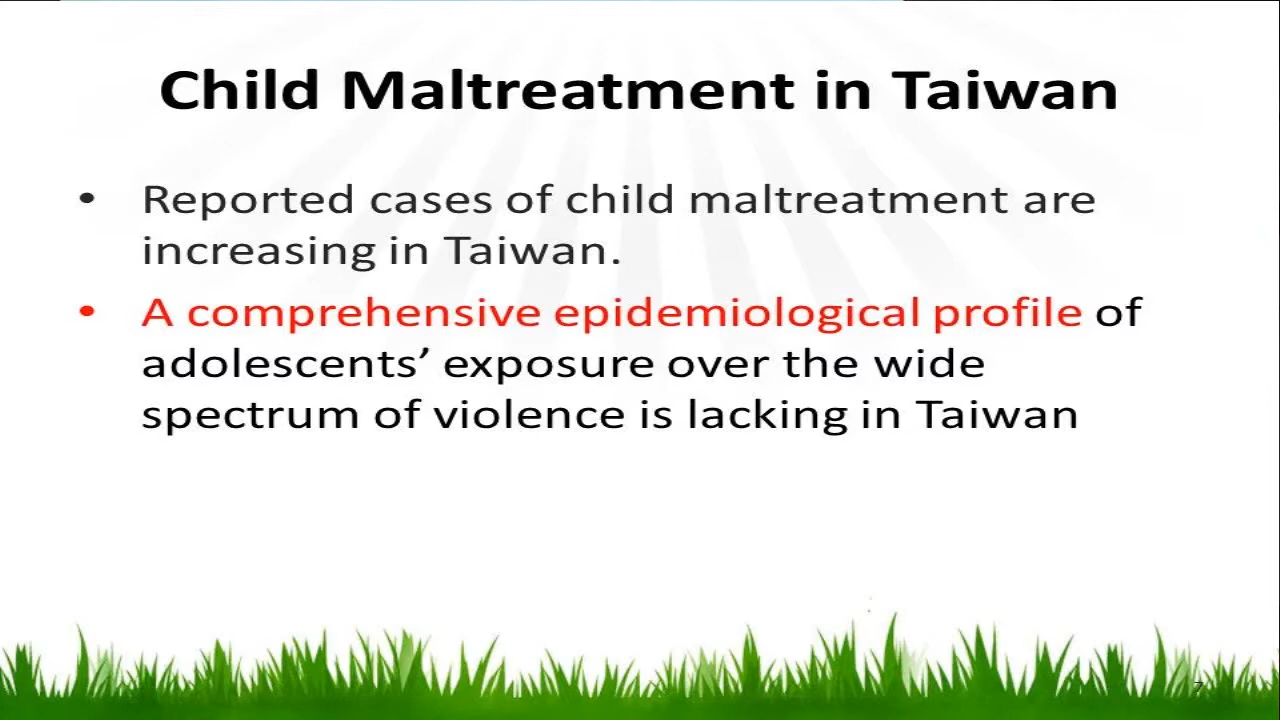 Child Maltreatment in Taiwan
• Reported cases of child maltreatment are
increasing in Taiwan.
• A comprehensive epidemiological profile of
adolescents’ exposure over the wide
spectrum of violence is lacking in Taiwan
7